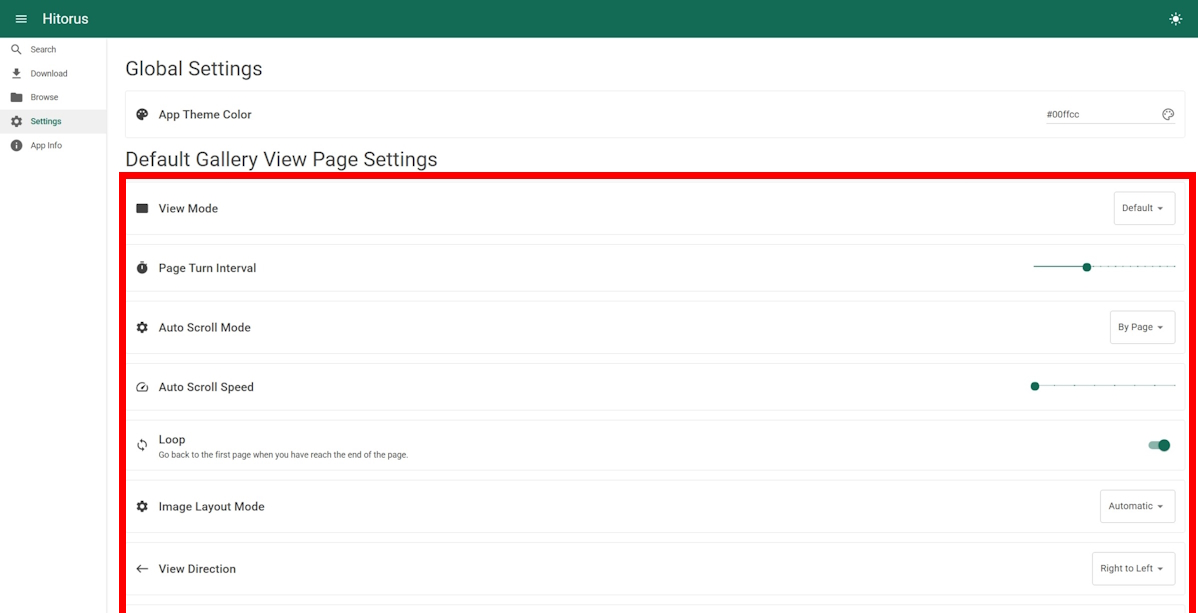 Hitorus
Search
Download
Browse
Settings
App Info
Global Settings
App Theme Color
#00ffcc
Default Gallery View Page Settings
View Mode
Default
Page Turn Interval
Auto Scroll Mode
By Page
Auto Scroll Speed
Loop
Go back to the first page when you have reach the end of the page.
Image Layout Mode
Automatic
View Direction
Right to Left